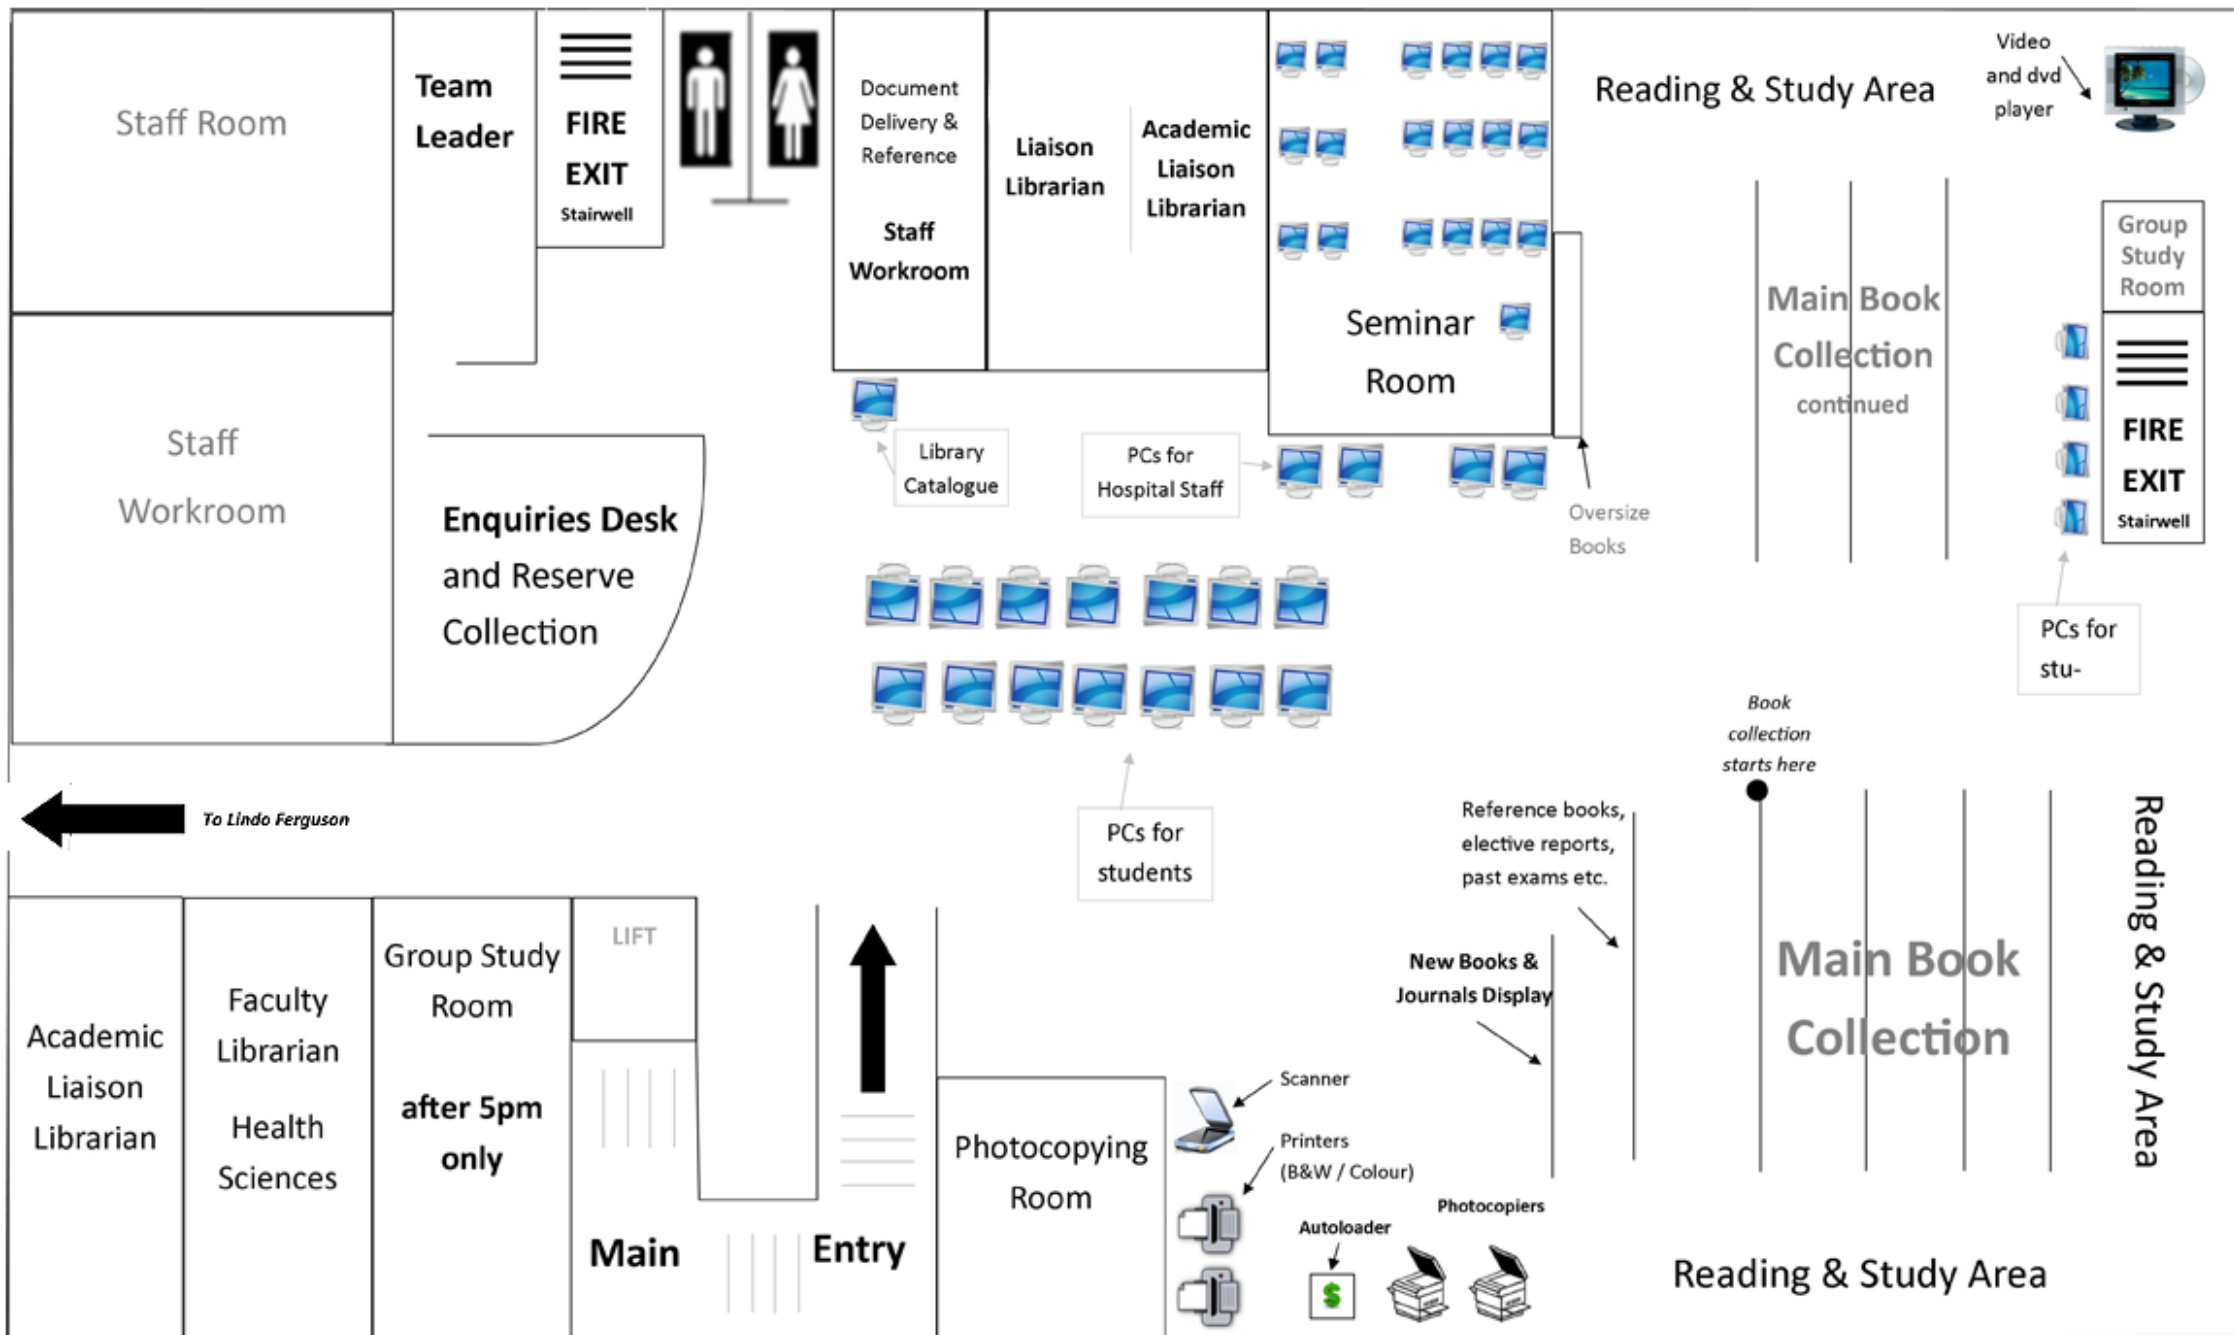 Staff Room
Team
Leader
FIRE
EXIT
Stairwell
Document
Delivery &
Reference
Staff
Workroom
Liaison
Librarian
Academic
Liaison
Librarian
Seminar
Room
Reading & Study Area
Video
and dvd
player
Group
Study
Room
Main Book
Collection
continued
FIRE
EXIT
Stairwell
Staff
Workroom
Enquiries Desk
and Reserve
Collection
Library
Catalogue
PCs for
Hospital Staff
Oversize
Books
PCs for
stu-
Book
collection
starts here
To Lindo Ferguson
PCs for
students
Reference books,
elective reports,
past exams etc.
New Books &
Journals Display
Main Book
Collection
Reading & Study Area
Academic
Liaison
Librarian
Faculty
Librarian
Health
Sciences
Group Study
Room
after 5pm
only
LIFT
Main
Entry
Photocopying
Room
Scanner
Printers
(B&W / Colour)
Autoloader
$
Photocopiers
Reading & Study Area